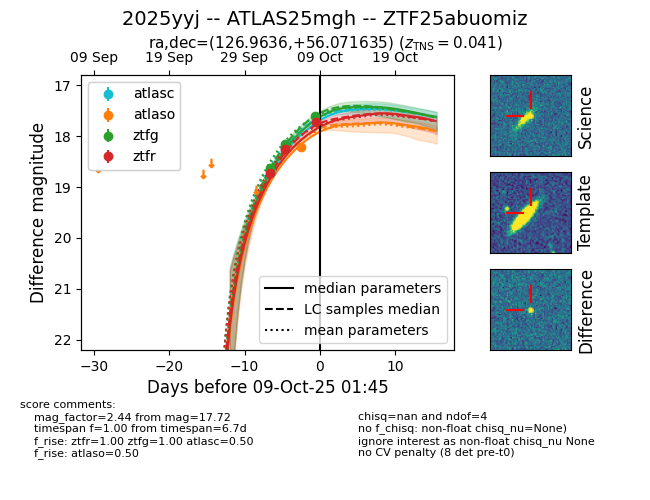 2025yyj -- ATLAS25mgh -- ZTF25abuomiz
ra,dec=(126.9636,+56.071635) (z_TNS = 0.041)
09 Sep 19 Sep 29 Sep 09 Oct 19 Oct
17
18
19
20
21
22
Difference magnitude
atlasc
atlaso
ztfg
ztfr
median parameters
LC samples median
mean parameters
−30 −20 −10 0 10
Days before 09-Oct-25 01:45
Science
Template
Difference
score comments:
mag_factor=2.44 from mag=17.72
timespan f=1.00 from timespan=6.7d
f_rise: ztfr=1.00 ztfg=1.00 atlasc=0.50
f_rise: atlaso=0.50
chisq=nan and ndof=4
no f_chisq: non-float chisq_nu=None)
ignore interest as non-float chisq_nu None
no CV penalty (8 det pre-t0)